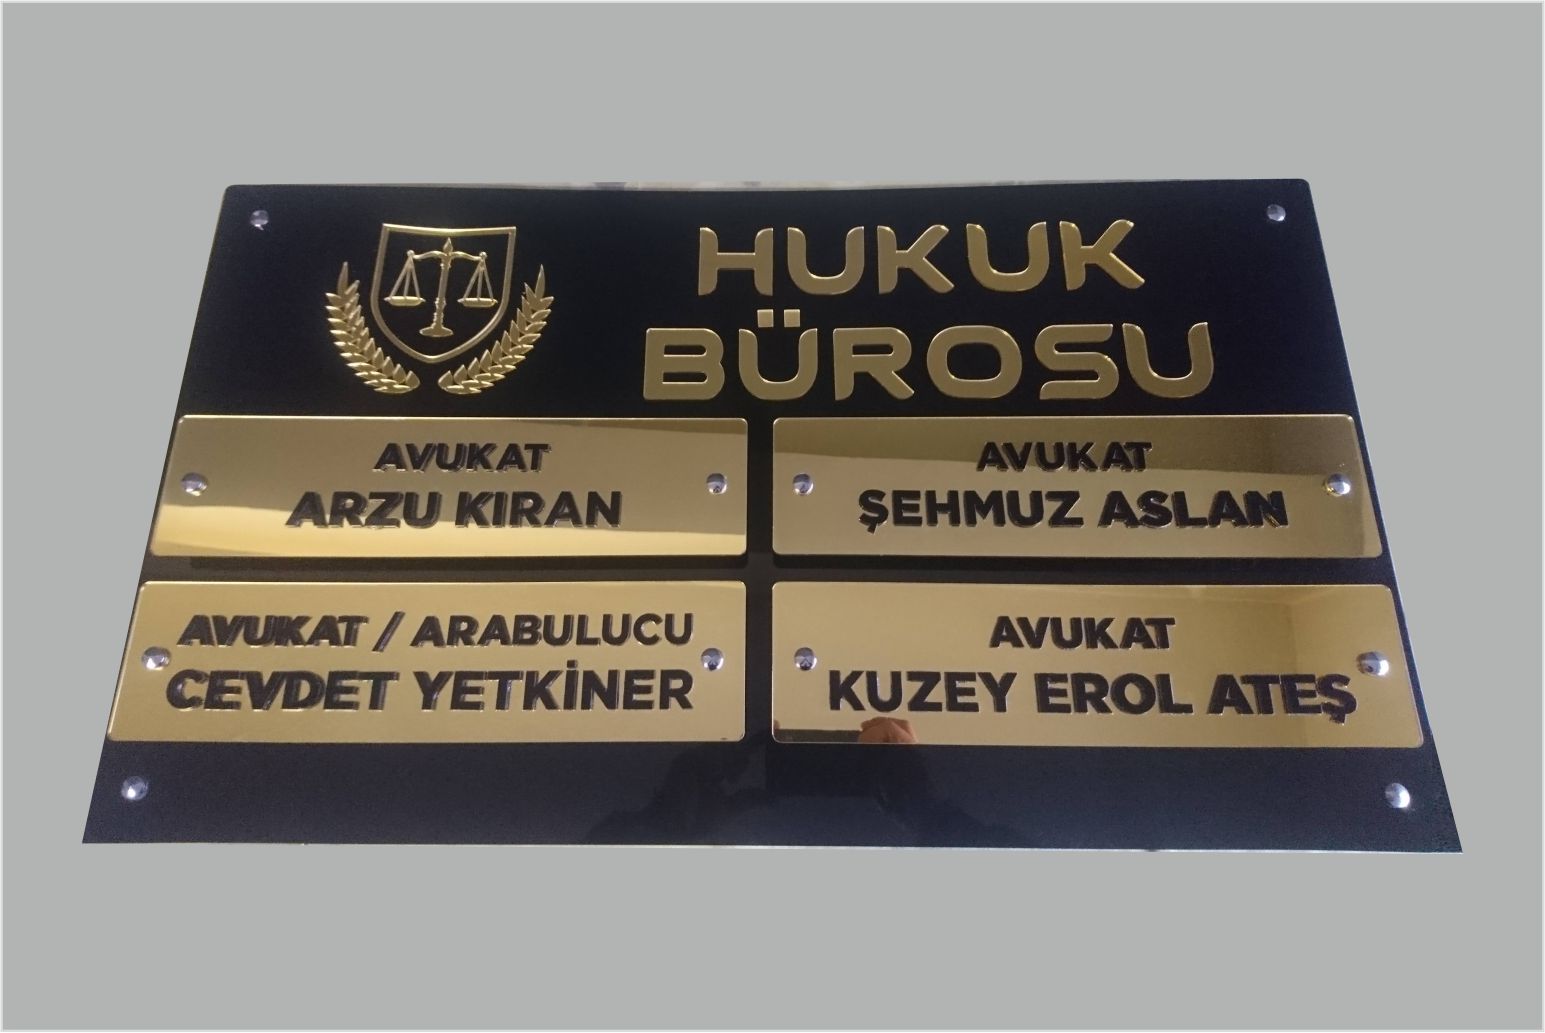 HUKUK
BÜROSU
AVUKAT
ARZU KIRAN
AVUKAT
ŞEHMUZ ASLAN
AVUKAT / ARABULUCU
CEVDET YETKİNER
AVUKAT
KUZEY EROL ATEŞ